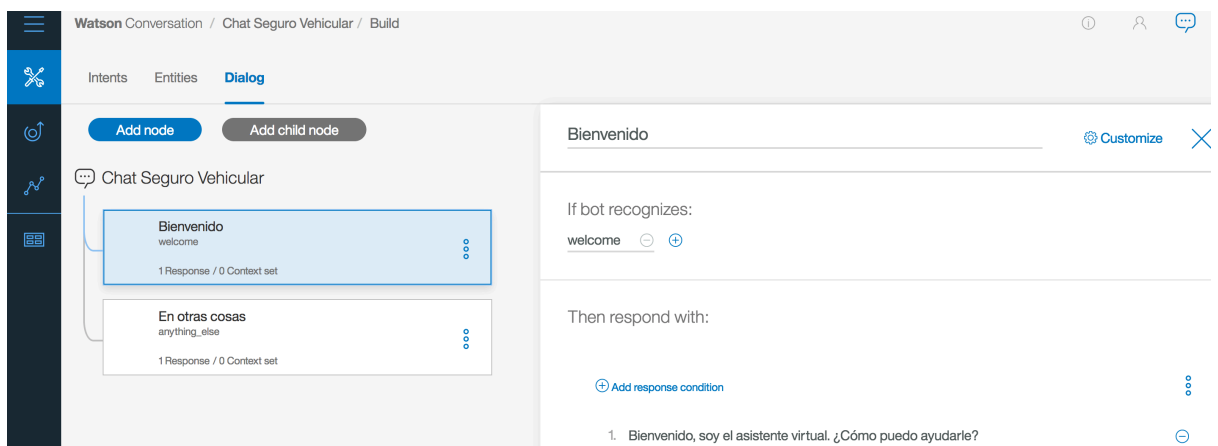 Watson Conversation / Chat Seguro Vehicular / Build
Intents Entities Dialog
Add node Add child node
Chat Seguro Vehicular
Bienvenido
welcome
1 Response / 0 Context set
En otras cosas
anything_else
1 Response / 0 Context set
Bienvenido
Customize
If bot recognizes:
welcome
Then respond with:
Add response condition
1. Bienvenido, soy el asistente virtual. ¿Cómo puedo ayudarle?